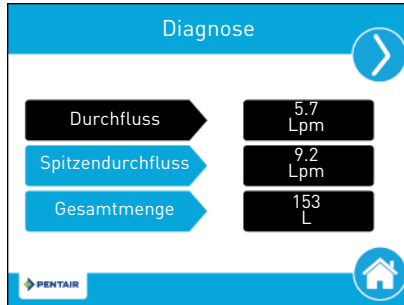 Diagnose
Durchfluss
5.7
Lpm
Spitzendurchfluss
9.2
Lpm
Gesamtmenge
153
L
PENTAIR